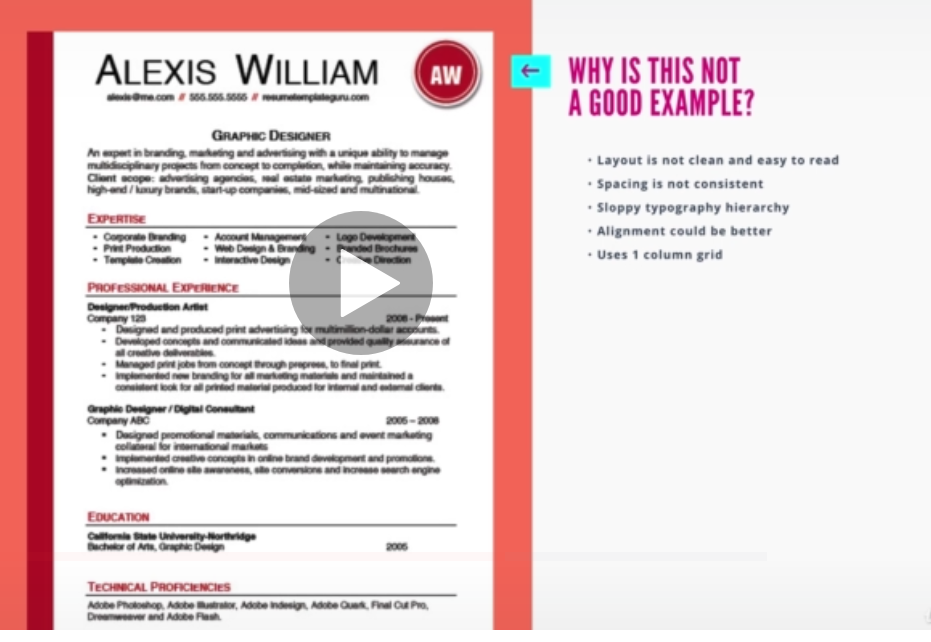 ALEXIS WILLIAM
AW
alexis@me.com // 555.555.5555 // resumetemplateguru.com
GRAPHIC DESIGNER
An expert in branding, marketing and advertising with a unique ability to manage
multidisciplinary projects from concept to completion, while maintaining accuracy.
Client scope: advertising agencies, real estate marketing, publishing houses,
high-end / luxury brands, start-up companies, mid-sized and multinational.
EXPERTISE
• Corporate Branding • Account Management • Logo Development
• Print Production • Web Design & Branding • Branded Brochures
• Template Creation • Interactive Design • Creative Direction
PROFESSIONAL EXPERIENCE
Designer/Production Artist
Company 123 2008 - Present
• Designed and produced print advertising for multimillion-dollar accounts.
• Developed concepts and communicated ideas and provided quality assurance of
all creative deliverables.
• Managed print jobs from concept through prepress, to final print.
• Implemented new branding for all marketing materials and maintained a
consistent look for all printed material produced for internal and external clients.
Graphic Designer / Digital Consultant
Company ABC 2005 – 2008
• Designed promotional materials, communications and event marketing
collateral for international markets
• Implemented creative concepts in online brand development and promotions.
• Increased online site awareness, site conversions and increase search engine
optimization.
EDUCATION
California State University-Northridge
Bachelor of Arts, Graphic Design 2005
TECHNICAL PROFICIENCIES
Adobe Photoshop, Adobe Illustrator, Adobe Indesign, Adobe Quark, Final Cut Pro,
Dreamweaver and Adobe Flash.
WHY IS THIS NOT
A GOOD EXAMPLE?
• Layout is not clean and easy to read
• Spacing is not consistent
• Sloppy typography hierarchy
• Alignment could be better
• Uses 1 column grid